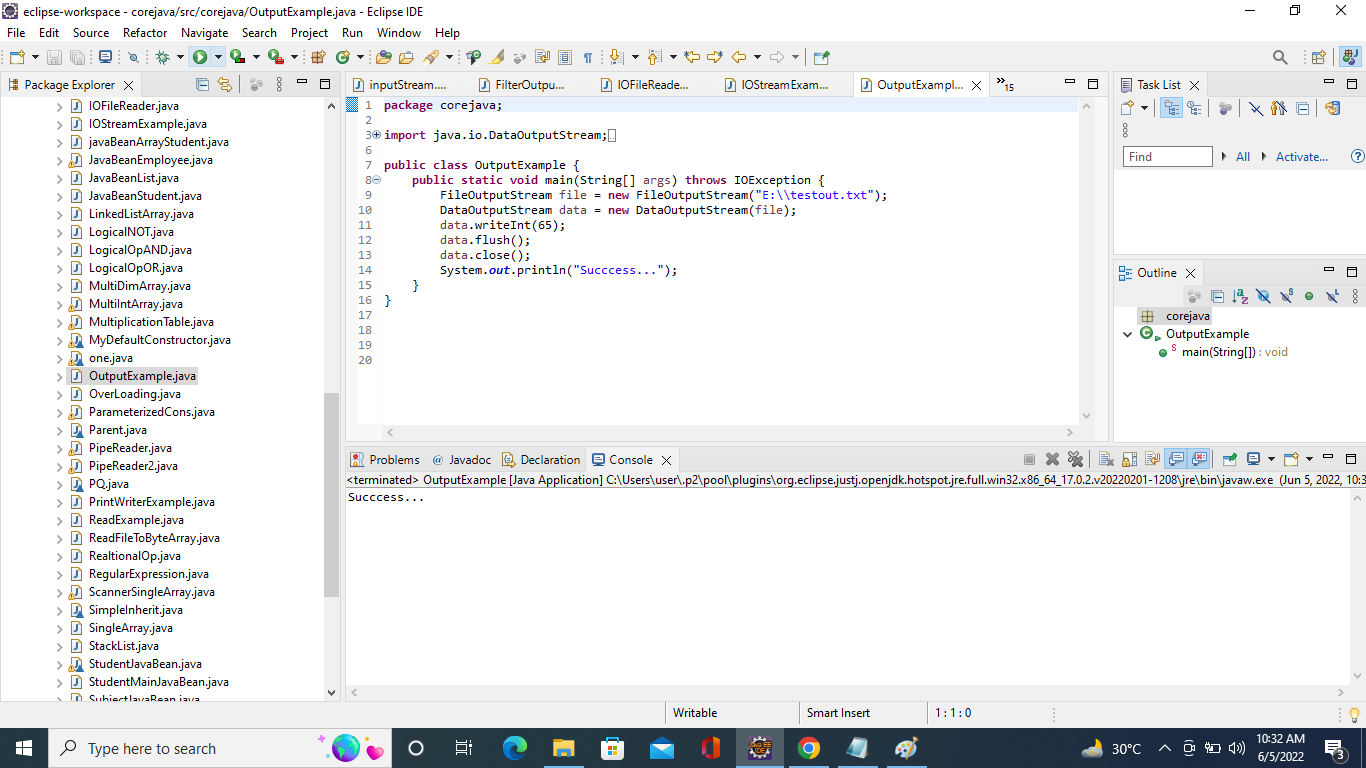 eclipse-workspace - corejava/src/corejava/OutputExample.java - Eclipse IDE
File Edit Source Refactor Navigate Search Project Run Window Help
Package Explorer
IOFileReader.java
IOStreamExample.java
javaBeanArrayStudent.java
JavaBeanEmployee.java
JavaBeanList.java
JavaBeanStudent.java
LinkedListArray.java
LogicalNOT.java
LogicalOpAND.java
LogicalOpOR.java
MultiDimArray.java
MultiIntArray.java
MultiplicationTable.java
MyDefaultConstructor.java
one.java
OutputExample.java
OverLoading.java
ParameterizedCons.java
Parent.java
PipeReader.java
PipeReader2.java
PQ.java
PrintWriterExample.java
ReadExample.java
ReadFileToByteArray.java
RealtionalOp.java
RegularExpression.java
ScannerSingleArray.java
SimpleInherit.java
SingleArray.java
StackList.java
StudentJavaBean.java
StudentMainJavaBean.java
SubjectJavaBean.java
inputStream.... FilterOutpu... IOFileReade... IOStreamExam... OutputExampl... »15
1 package corejava;
2
3 import java.io.DataOutputStream;
6
7 public class OutputExample {
8 public static void main(String[] args) throws IOException {
9 FileOutputStream file = new FileOutputStream("E:\\testout.txt");
10 DataOutputStream data = new DataOutputStream(file);
11 data.writeInt(65);
12 data.flush();
13 data.close();
14 System.out.println("Succcess...");
15 }
16 }
17
18
19
20
Task List
Find All Activate... ?
Outline
corejava
OutputExample
main(String[]) : void
Problems @ Javadoc Declaration Console
<terminated> OutputExample [Java Application] C:\Users\user\.p2\pool\plugins\org.eclipse.justj.openjdk.hotspot.jre.full.win32.x86_64_17.0.2.v20220201-1208\jre\bin\javaw.exe (Jun 5, 2022, 10:3
Succcess...
Writable Smart Insert 1 : 1 : 0
Type here to search
30°C
10:32 AM
6/5/2022
3